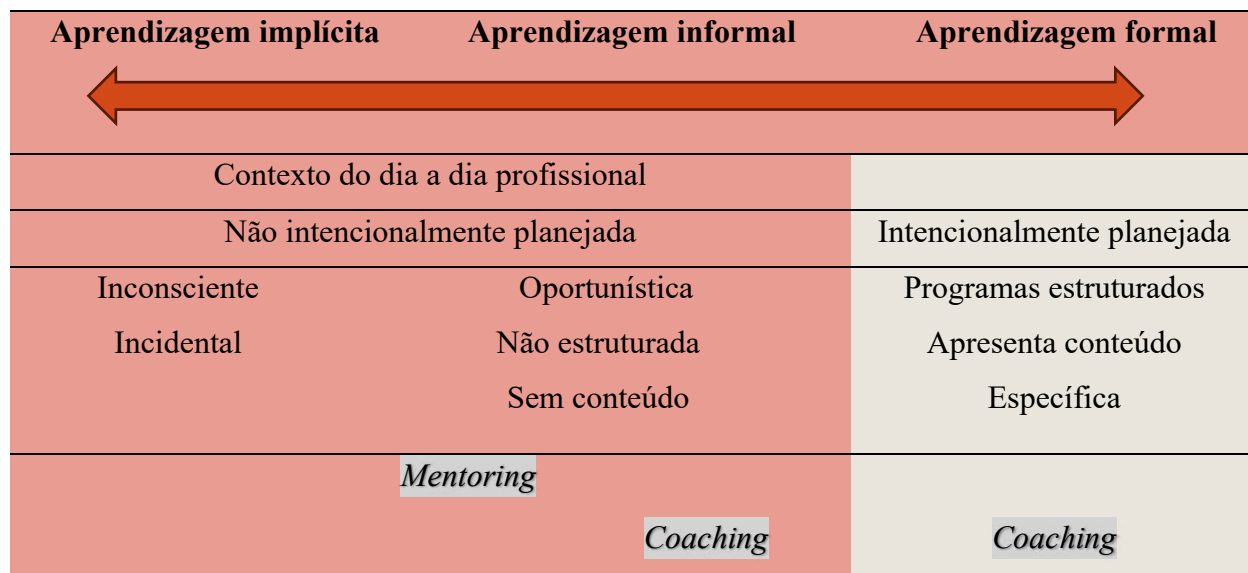 Aprendizagem implícita Aprendizagem informal Aprendizagem formal
Contexto do dia a dia profissional
Não intencionalmente planejada Intencionalmente planejada
Inconsciente Oportunística Programas estruturados
Incidental Não estruturada Apresenta conteúdo
Sem conteúdo Específica
Mentoring
Coaching Coaching